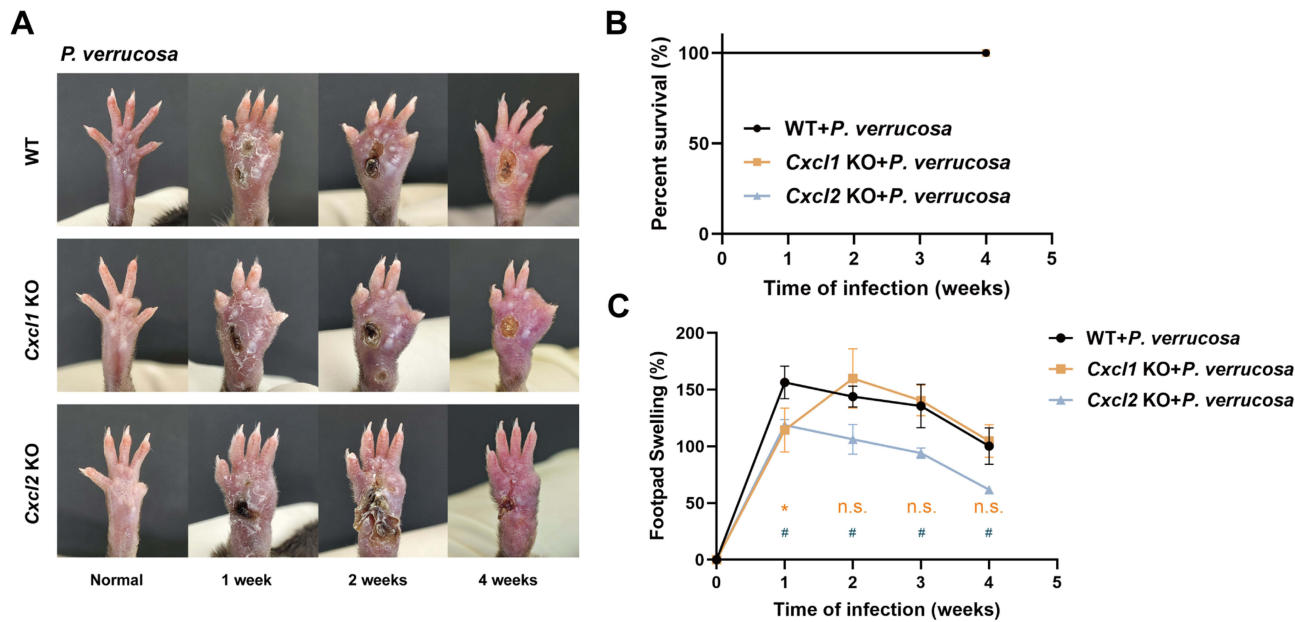 A
P. verrucosa
WT
Cxcl1 KO
Cxcl2 KO
Normal
1 week
2 weeks
4 weeks
B
Percent survival (%)
100
50
0
WT+P. verrucosa
Cxcl1 KO+P. verrucosa
Cxcl2 KO+P. verrucosa
0 1 2 3 4 5
Time of infection (weeks)
C
Footpad Swelling (%)
200
150
100
50
0
WT+P. verrucosa
Cxcl1 KO+P. verrucosa
Cxcl2 KO+P. verrucosa
* n.s. n.s. n.s.
# # # #
0 1 2 3 4 5
Time of infection (weeks)